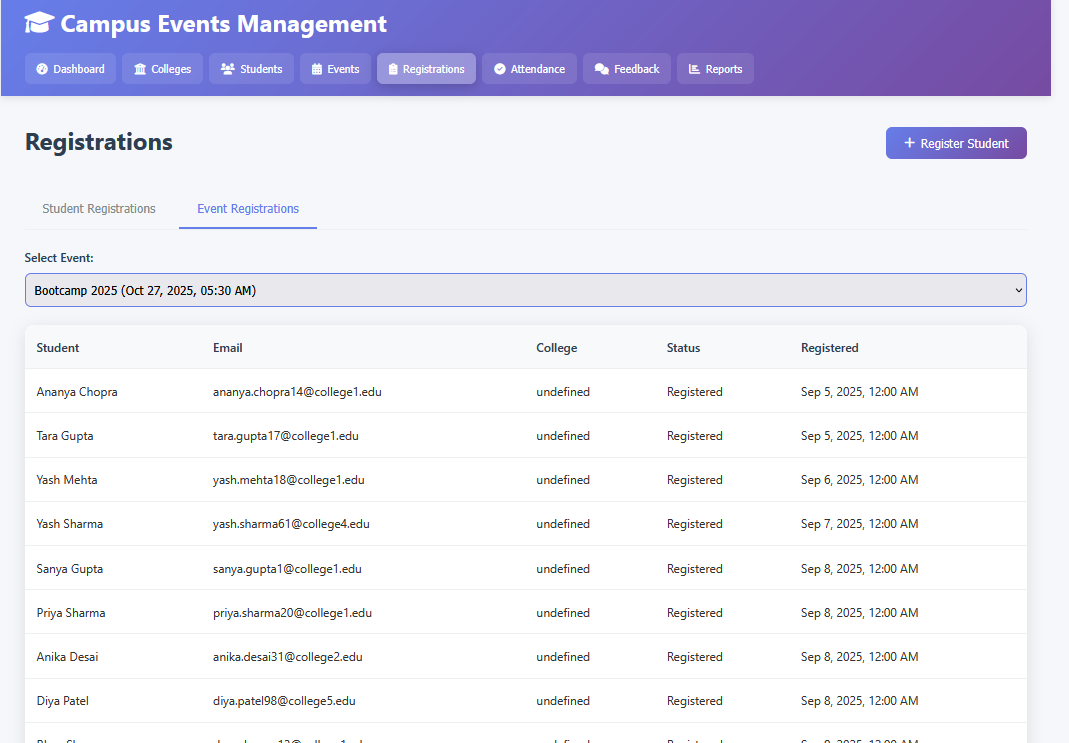 Campus Events Management
Dashboard Colleges Students Events Registrations Attendance Feedback Reports
Registrations
+ Register Student
Student Registrations Event Registrations
Select Event:
Bootcamp 2025 (Oct 27, 2025, 05:30 AM)
Student Email College Status Registered
Ananya Chopra ananya.chopra14@college1.edu undefined Registered Sep 5, 2025, 12:00 AM
Tara Gupta tara.gupta17@college1.edu undefined Registered Sep 5, 2025, 12:00 AM
Yash Mehta yash.mehta18@college1.edu undefined Registered Sep 6, 2025, 12:00 AM
Yash Sharma yash.sharma61@college4.edu undefined Registered Sep 7, 2025, 12:00 AM
Sanya Gupta sanya.gupta1@college1.edu undefined Registered Sep 8, 2025, 12:00 AM
Priya Sharma priya.sharma20@college1.edu undefined Registered Sep 8, 2025, 12:00 AM
Anika Desai anika.desai31@college2.edu undefined Registered Sep 8, 2025, 12:00 AM
Diya Patel diya.patel98@college5.edu undefined Registered Sep 8, 2025, 12:00 AM